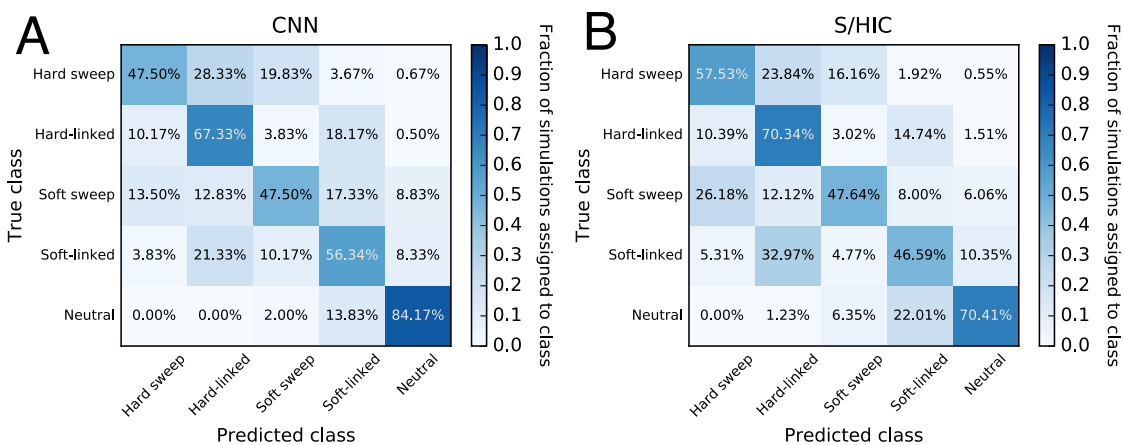 A
CNN
True class
Hard sweep 47.50% 28.33% 19.83% 3.67% 0.67%
Hard-linked 10.17% 67.33% 3.83% 18.17% 0.50%
Soft sweep 13.50% 12.83% 47.50% 17.33% 8.83%
Soft-linked 3.83% 21.33% 10.17% 56.34% 8.33%
Neutral 0.00% 0.00% 2.00% 13.83% 84.17%
Hard sweep Hard-linked Soft sweep Soft-linked Neutral
Predicted class
1.0
0.9
0.8
0.7
0.6
0.5
0.4
0.3
0.2
0.1
0.0
Fraction of simulations assigned to class
B
S/HIC
True class
Hard sweep 57.53% 23.84% 16.16% 1.92% 0.55%
Hard-linked 10.39% 70.34% 3.02% 14.74% 1.51%
Soft sweep 26.18% 12.12% 47.64% 8.00% 6.06%
Soft-linked 5.31% 32.97% 4.77% 46.59% 10.35%
Neutral 0.00% 1.23% 6.35% 22.01% 70.41%
Hard sweep Hard-linked Soft sweep Soft-linked Neutral
Predicted class
1.0
0.9
0.8
0.7
0.6
0.5
0.4
0.3
0.2
0.1
0.0
Fraction of simulations assigned to class